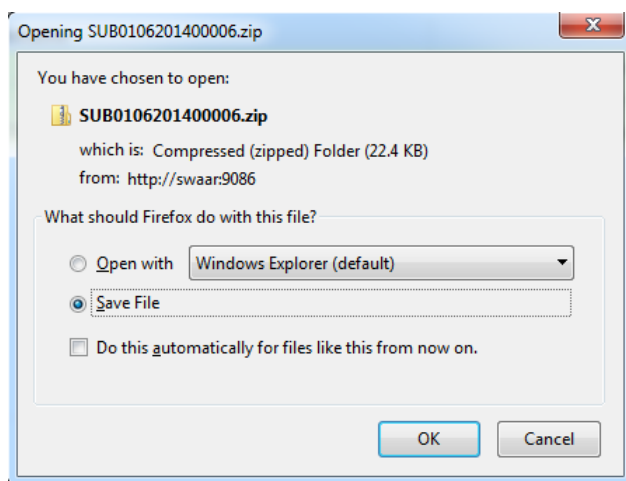 Opening SUB0106201400006.zip
x
You have chosen to open:
SUB0106201400006.zip
which is: Compressed (zipped) Folder (22.4 KB)
from: http://swaar:9086
What should Firefox do with this file?
Open with Windows Explorer (default)
Save File
Do this automatically for files like this from now on.
OK Cancel